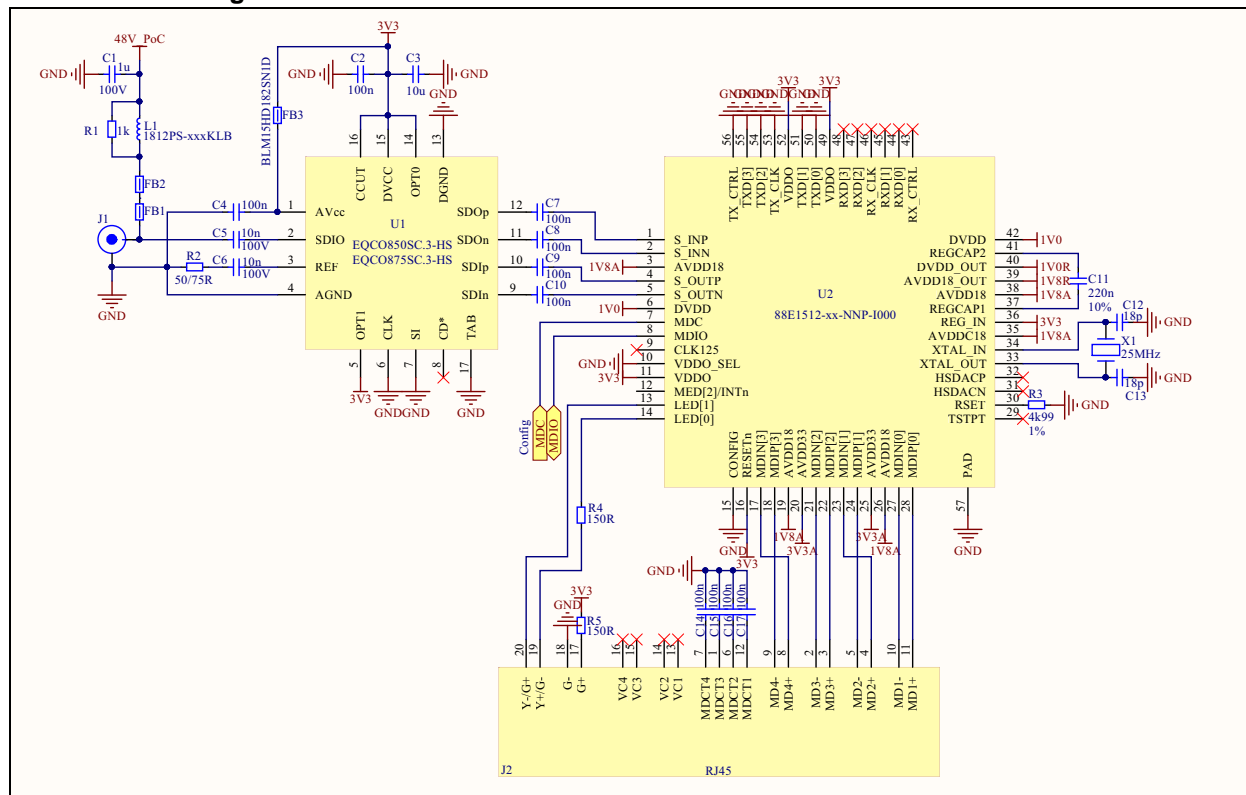 48V_PoC
3V3
C1
1u
100V
GND
C2
100n
GND
C3
10u
GND
BLM15HD182SN1D
FB3
R1
1k
L1
1812PS-xxxKLB
FB2
FB1
GND
16
15
14
13
CCUT
DVCC
OPT0
DGND
J1
GND
C4
100n
C5
10n
100V
R2
50/75R
C6
10n
100V
1
AVcc
2
SDIO
3
REF
4
AGND
U1
EQCO850SC.3-HS
EQCO875SC.3-HS
SDOp
12
SDOn
11
SDIp
10
SDIn
9
OPT1
CLK
SI
CD*
TAB
5
6
7
8
17
3V3
GND
GND
GND
C7
100n
C8
100n
C9
100n
C10
100n
1V8A
1V0
GND
3V3
Config
MDC
MDIO
3V3
3V3
56
55
54
53
52
51
50
49
48
47
46
45
44
43
TX_CTRL
TXD[3]
TXD[2]
TX_CLK
VDDO
TXD[1]
TXD[0]
VDDO
RXD[3]
RXD[2]
RX_CLK
RXD[1]
RXD[0]
RX_CTRL
U2
88E1512-xx-NNP-I000
1
S_INP
2
S_INN
3
AVDD18
4
S_OUTP
5
S_OUTN
6
DVDD
7
MDC
8
MDIO
9
CLK125
10
VDDO_SEL
11
VDDO
12
MED[2]/INTn
13
LED[1]
14
LED[0]
DVDD
42
1V0
REGCAP2
41
DVDD_OUT
40
1V0R
AVDD18_OUT
39
1V8R
AVDD18
38
1V8A
REGCAP1
37
REG_IN
36
3V3
AVDDC18
35
1V8A
XTAL_IN
34
XTAL_OUT
33
HSDACP
32
HSDACN
31
RSET
30
TSTPT
29
C11
220n
10%
C12
18p
GND
X1
25MHz
18p
C13
GND
R3
4k99
1%
GND
CONFIG
RESETn
MDIN[3]
MDIP[3]
AVDD18
AVDD33
MDIN[2]
MDIP[2]
MDIN[1]
MDIP[1]
AVDD33
AVDD18
MDIN[0]
MDIP[0]
PAD
15
16
17
18
19
20
21
22
23
24
25
26
27
28
57
GND
3V3
1V8A
3V3A
3V3A
1V8A
GND
R4
150R
GND
3V3
R5
150R
GND
C14
100n
C15
100n
C16
100n
C17
100n
20
19
18
17
16
15
14
13
7
1
6
12
9
8
2
3
5
4
10
11
Y-/G+
Y+/G-
G-
G+
VC4
VC3
VC2
VC1
MDCT4
MDCT3
MDCT2
MDCT1
MD4-
MD4+
MD3-
MD3+
MD2-
MD2+
MD1-
MD1+
J2
RJ45